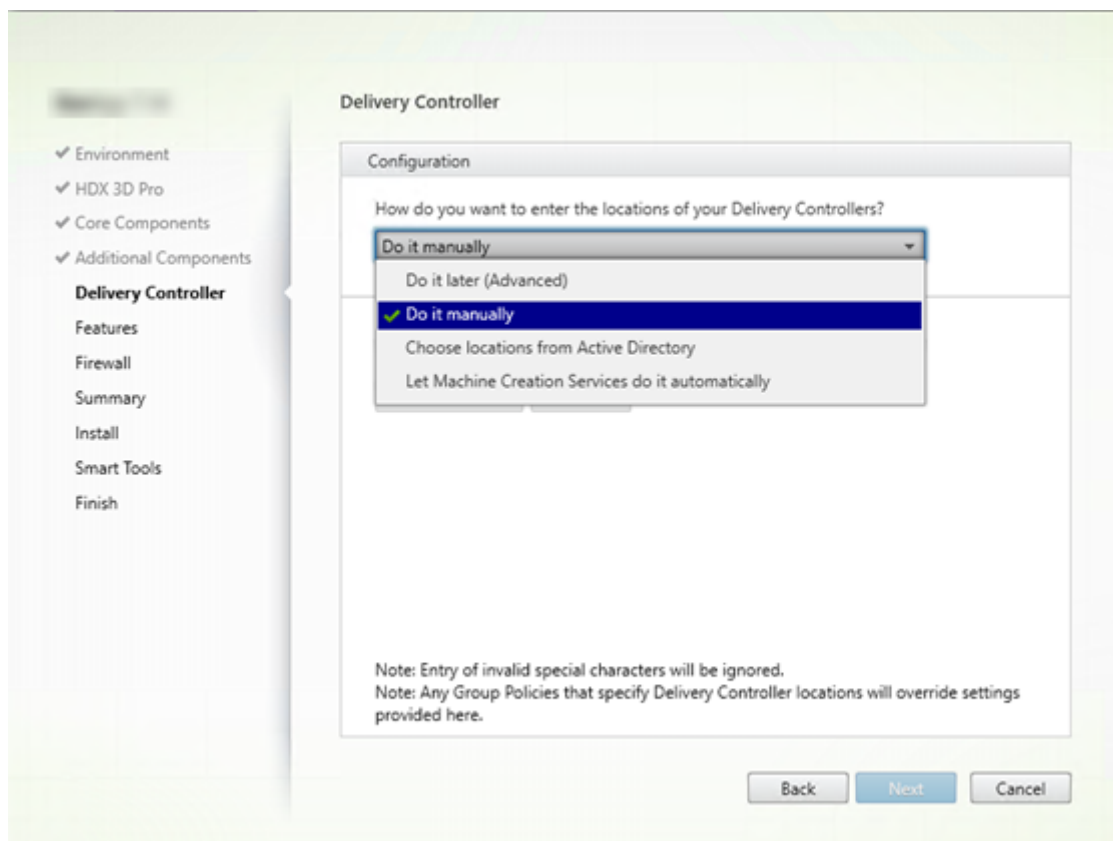 Delivery Controller
Environment
HDX 3D Pro
Core Components
Additional Components
Delivery Controller
Features
Firewall
Summary
Install
Smart Tools
Finish
Configuration
How do you want to enter the locations of your Delivery Controllers?
Do it manually
Do it later (Advanced)
Do it manually
Choose locations from Active Directory
Let Machine Creation Services do it automatically
Note: Entry of invalid special characters will be ignored.
Note: Any Group Policies that specify Delivery Controller locations will override settings
provided here.
Back
Next
Cancel